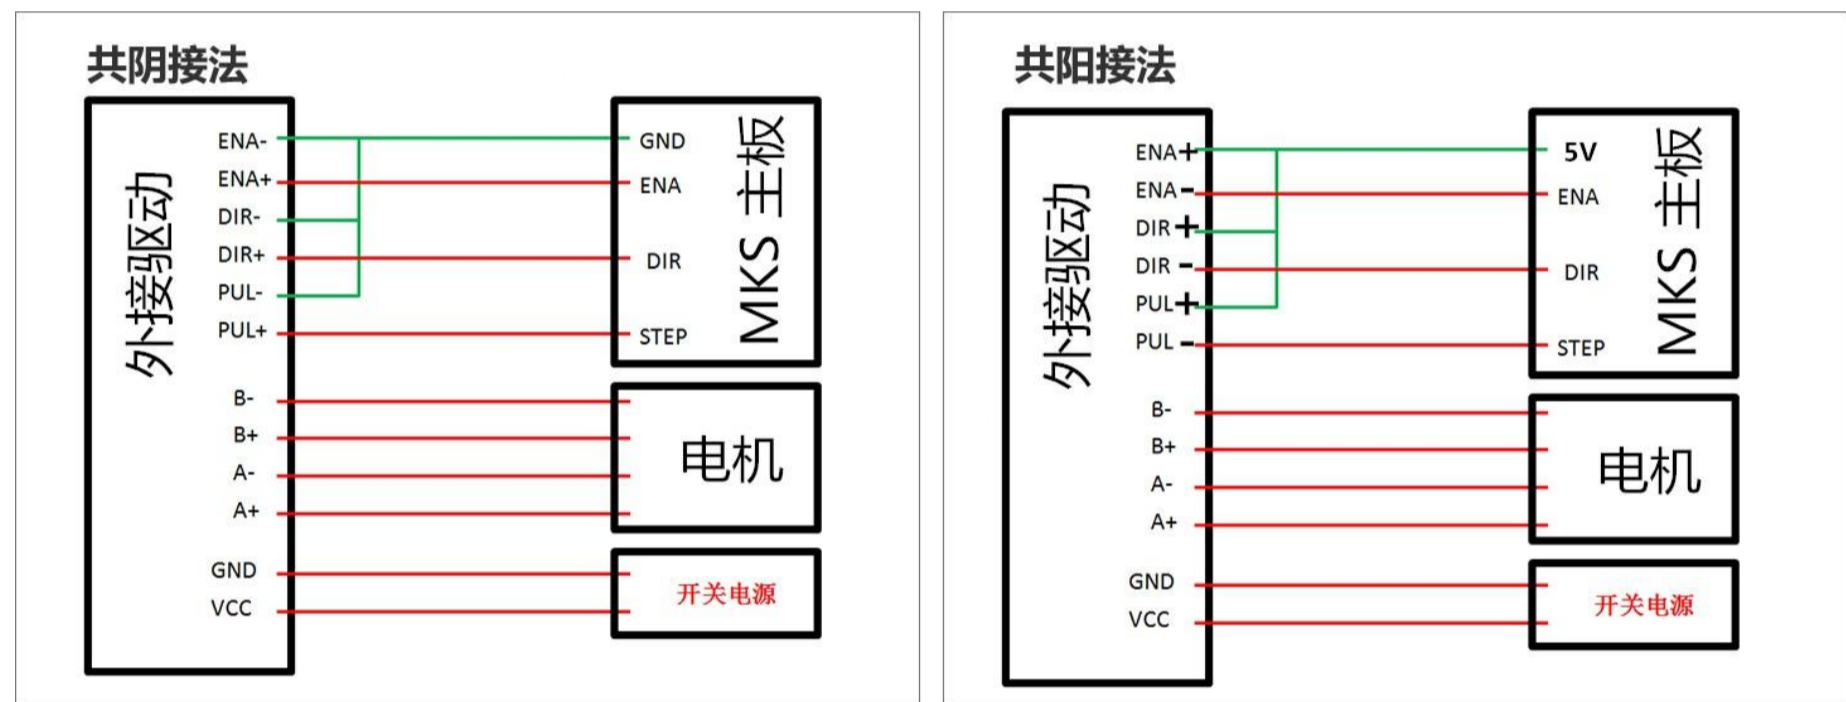 共阴接法
ENA-
ENA+
DIR-
DIR+
PUL-
PUL+
B-
B+
A-
A+
GND
VCC
外接驱动
GND
ENA
DIR
STEP
MKS 主板
电机
开关电源
共阳接法
ENA+
ENA-
DIR+
DIR-
PUL+
PUL-
B-
B+
A-
A+
GND
VCC
外接驱动
5V
ENA
DIR
STEP
MKS 主板
电机
开关电源